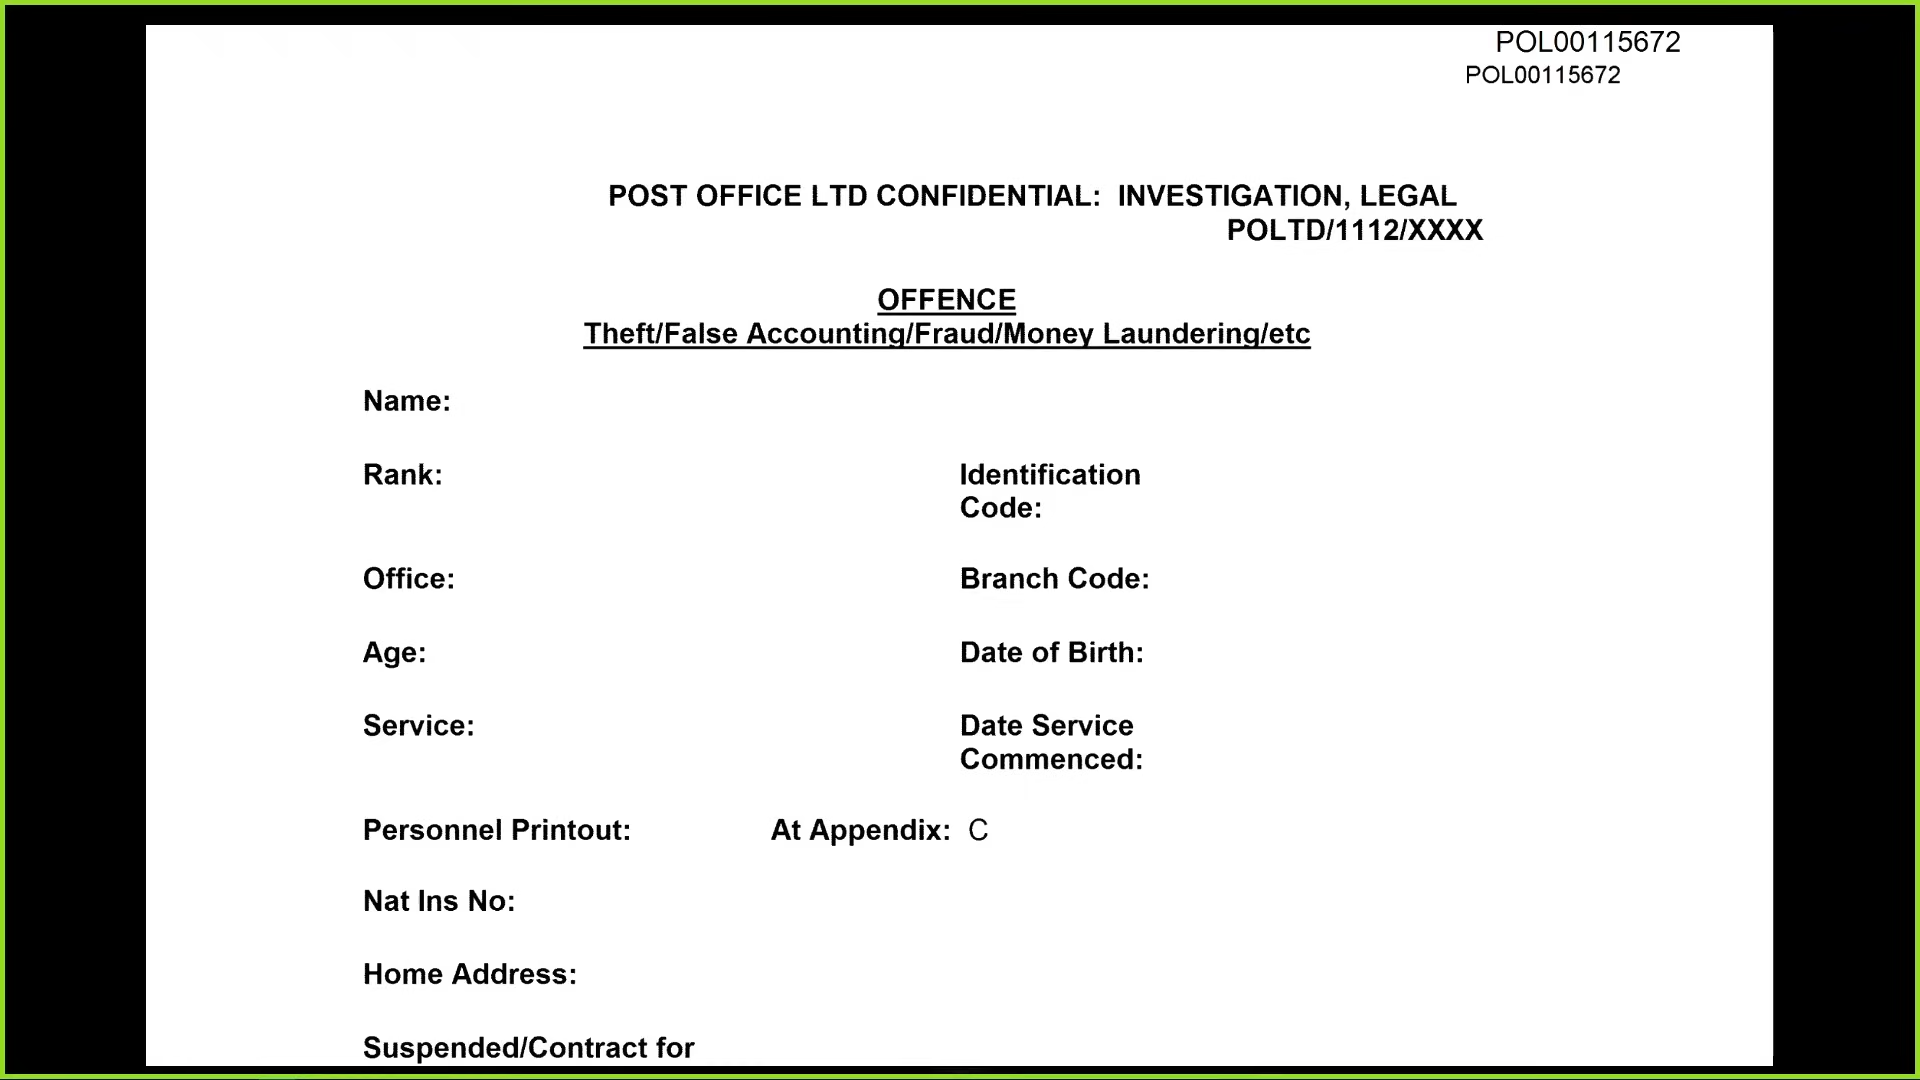 POL00115672
POL00115672
POST OFFICE LTD CONFIDENTIAL: INVESTIGATION, LEGAL
POLTD/1112/XXXX
OFFENCE
Theft/False Accounting/Fraud/Money Laundering/etc
Name:
Rank:
Identification
Code:
Office:
Branch Code:
Age:
Date of Birth:
Service:
Date Service
Commenced:
Personnel Printout: At Appendix: C
Nat Ins No:
Home Address:
Suspended/Contract for